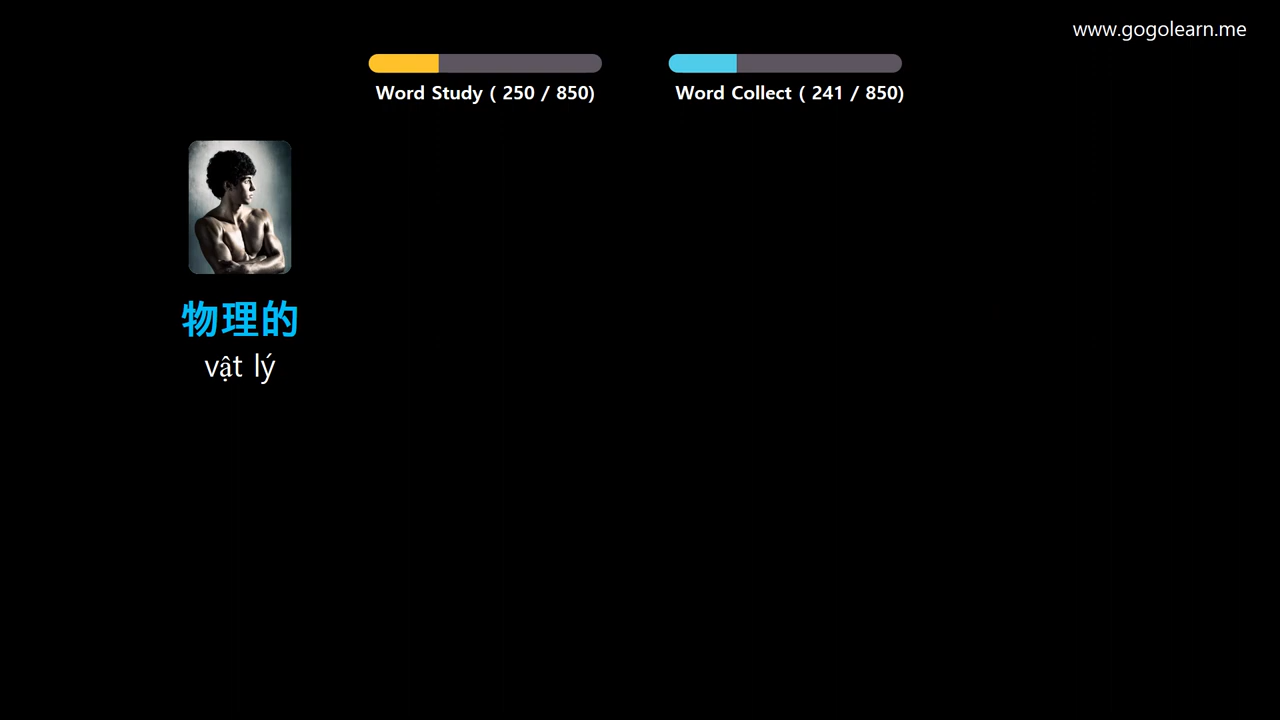 www.gogolearn.me
Word Study ( 250 / 850)
Word Collect ( 241 / 850)
物理的
vật lý